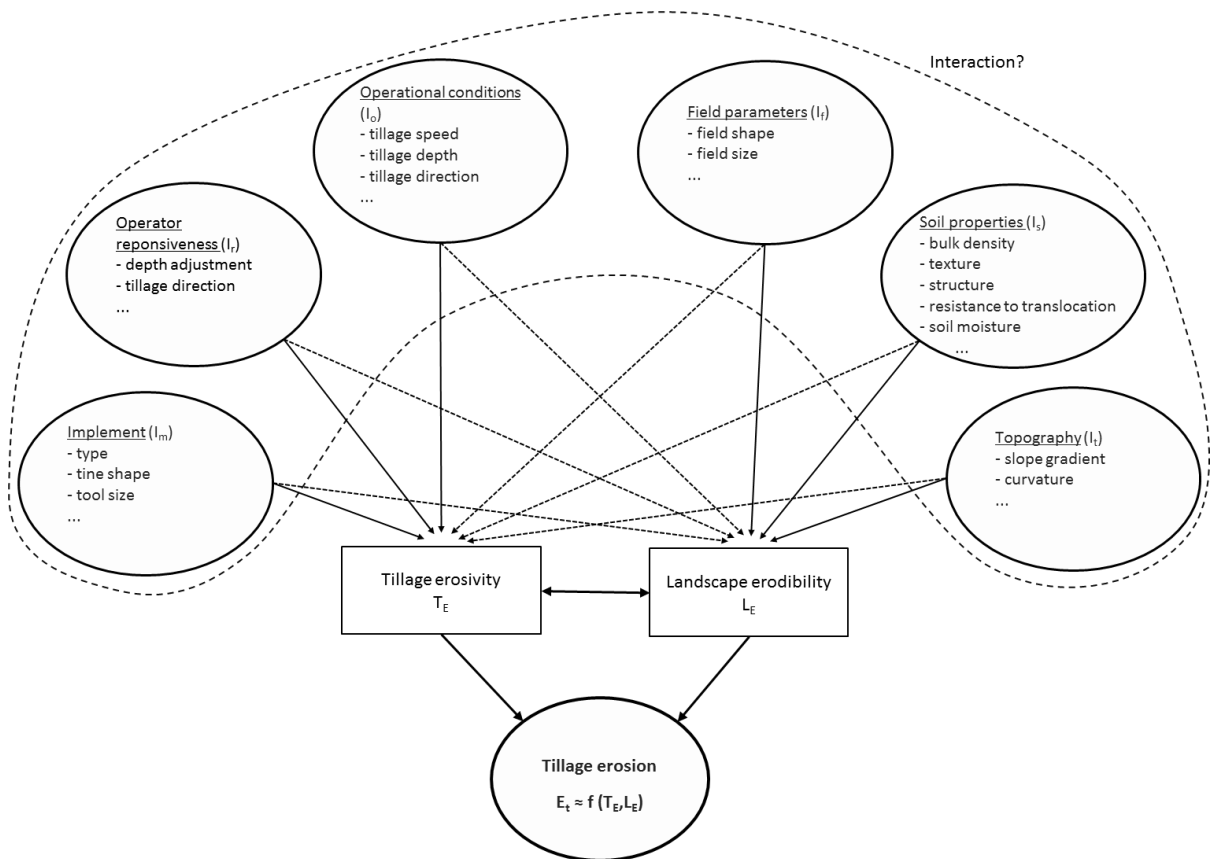 Interaction?
Operational conditions
(I_o)
- tillage speed
- tillage depth
- tillage direction
...
Field parameters (I_f)
- field shape
- field size
...
Operator
reponsiveness (I_r)
- depth adjustment
- tillage direction
...
Soil properties (I_s)
- bulk density
- texture
- structure
- resistance to translocation
- soil moisture
...
Implement (I_m)
- type
- tine shape
- tool size
...
Topography (I_t)
- slope gradient
- curvature
...
Tillage erosivity
T_E
Landscape erodibility
L_E
Tillage erosion
E_t ≈ f (T_E,L_E)